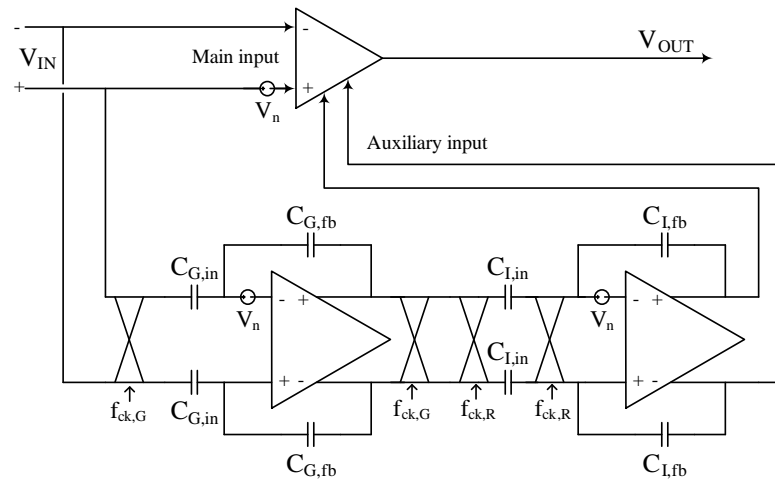 -
-
V_IN
Main input
V_OUT
+
+
V_n
Auxiliary input
C_G,fb
C_I,fb
C_G,in
C_I,in
- +
- +
V_n
V_n
C_I,in
+ -
+ -
f_ck,G
C_G,in
f_ck,G
f_ck,R
f_ck,R
C_G,fb
C_I,fb